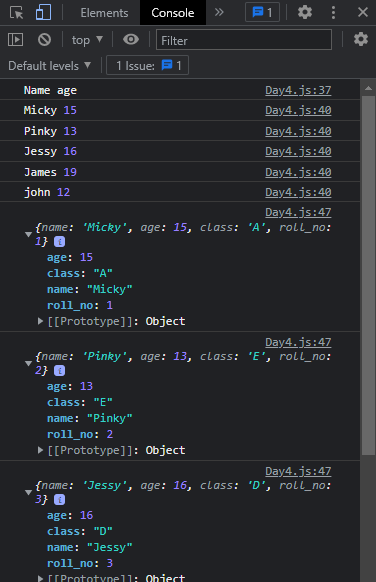 Elements Console » 1
top ▼ Filter
Default levels ▼ 1 Issue: 1
Name age Day4.js:37
Micky 15 Day4.js:40
Pinky 13 Day4.js:40
Jessy 16 Day4.js:40
James 19 Day4.js:40
john 12 Day4.js:40
Day4.js:47
{name: 'Micky', age: 15, class: 'A', roll_no:
1} i
age: 15
class: "A"
name: "Micky"
roll_no: 1
[[Prototype]]: Object
Day4.js:47
{name: 'Pinky', age: 13, class: 'E', roll_no:
2} i
age: 13
class: "E"
name: "Pinky"
roll_no: 2
[[Prototype]]: Object
Day4.js:47
{name: 'Jessy', age: 16, class: 'D', roll_no:
3} i
age: 16
class: "D"
name: "Jessy"
roll_no: 3
[[Prototype]]: Object